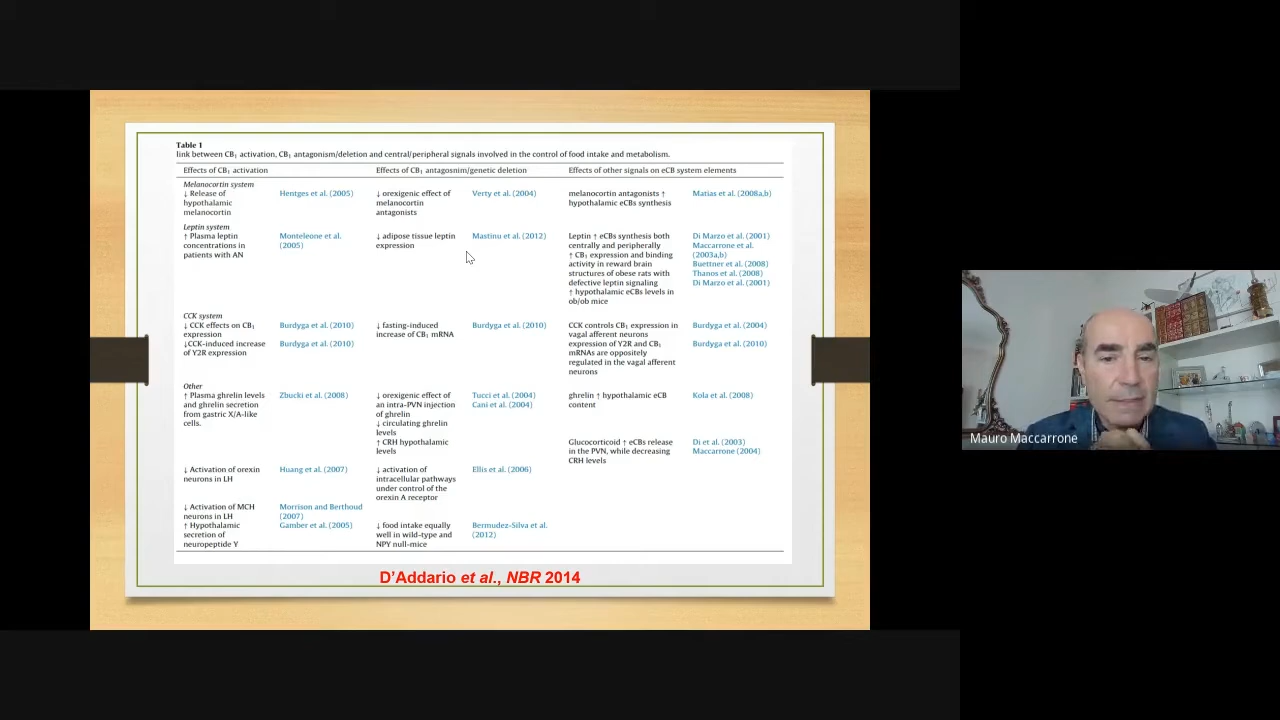 Table 1
link between CB1 activation, CB1 antagonism/deletion and central/peripheral signals involved in the control of food intake and metabolism.
Effects of CB1 activation
Effects of CB1 antagosnim/genetic deletion
Effects of other signals on eCB system elements
Melanocortin system
↓ Release of
hypothalamic
melanocortin
Hentges et al. (2005)
↓ orexigenic effect of
melanocortin
antagonists
Verty et al. (2004)
melanocortin antagonists ↑
hypothalamic eCBs synthesis
Matias et al. (2008a,b)
Leptin system
↑ Plasma leptin
concentrations in
patients with AN
Monteleone et al.
(2005)
↓ adipose tissue leptin
expression
Mastinu et al. (2012)
Leptin ↑ eCBs synthesis both
centrally and peripherally
↑ CB1 expression and binding
activity in reward brain
structures of obese rats with
defective leptin signaling
↑ hypothalamic eCBs levels in
ob/ob mice
Di Marzo et al. (2001)
Maccarrone et al.
(2003a,b)
Buettner et al. (2008)
Thanos et al. (2008)
Di Marzo et al. (2001)
CCK system
↓ CCK effects on CB1
expression
Burdyga et al. (2010)
↓CCK-induced increase
of Y2R expression
Burdyga et al. (2010)
↓ fasting-induced
increase of CB1 mRNA
Burdyga et al. (2010)
CCK controls CB1 expression in
vagal afferent neurons
Burdyga et al. (2004)
expression of Y2R and CB1
mRNAs are oppositely
regulated in the vagal afferent
neurons
Burdyga et al. (2010)
Other
↑ Plasma ghrelin levels
and ghrelin secretion
from gastric X/A-like
cells.
Zbucki et al. (2008)
↓ orexigenic effect of
an intra-PVN injection
of ghrelin
↓ circulating ghrelin
levels
Tucci et al. (2004)
Cani et al. (2004)
ghrelin ↑ hypothalamic eCB
content
Kola et al. (2008)
↑ CRH hypothalamic
levels
Glucocorticoid ↑ eCBs release
in the PVN, while decreasing
CRH levels
Di et al. (2003)
Maccarrone (2004)
↓ Activation of orexin
neurons in LH
Huang et al. (2007)
↓ activation of
intracellular pathways
under control of the
orexin A receptor
Ellis et al. (2006)
↓ Activation of MCH
neurons in LH
Morrison and Berthoud
(2007)
↑ Hypothalamic
secretion of
neuropeptide Y
Gamber et al. (2005)
↓ food intake equally
well in wild-type and
NPY null-mice
Bermudez-Silva et al.
(2012)
D'Addario et al., NBR 2014
Mauro Maccarrone